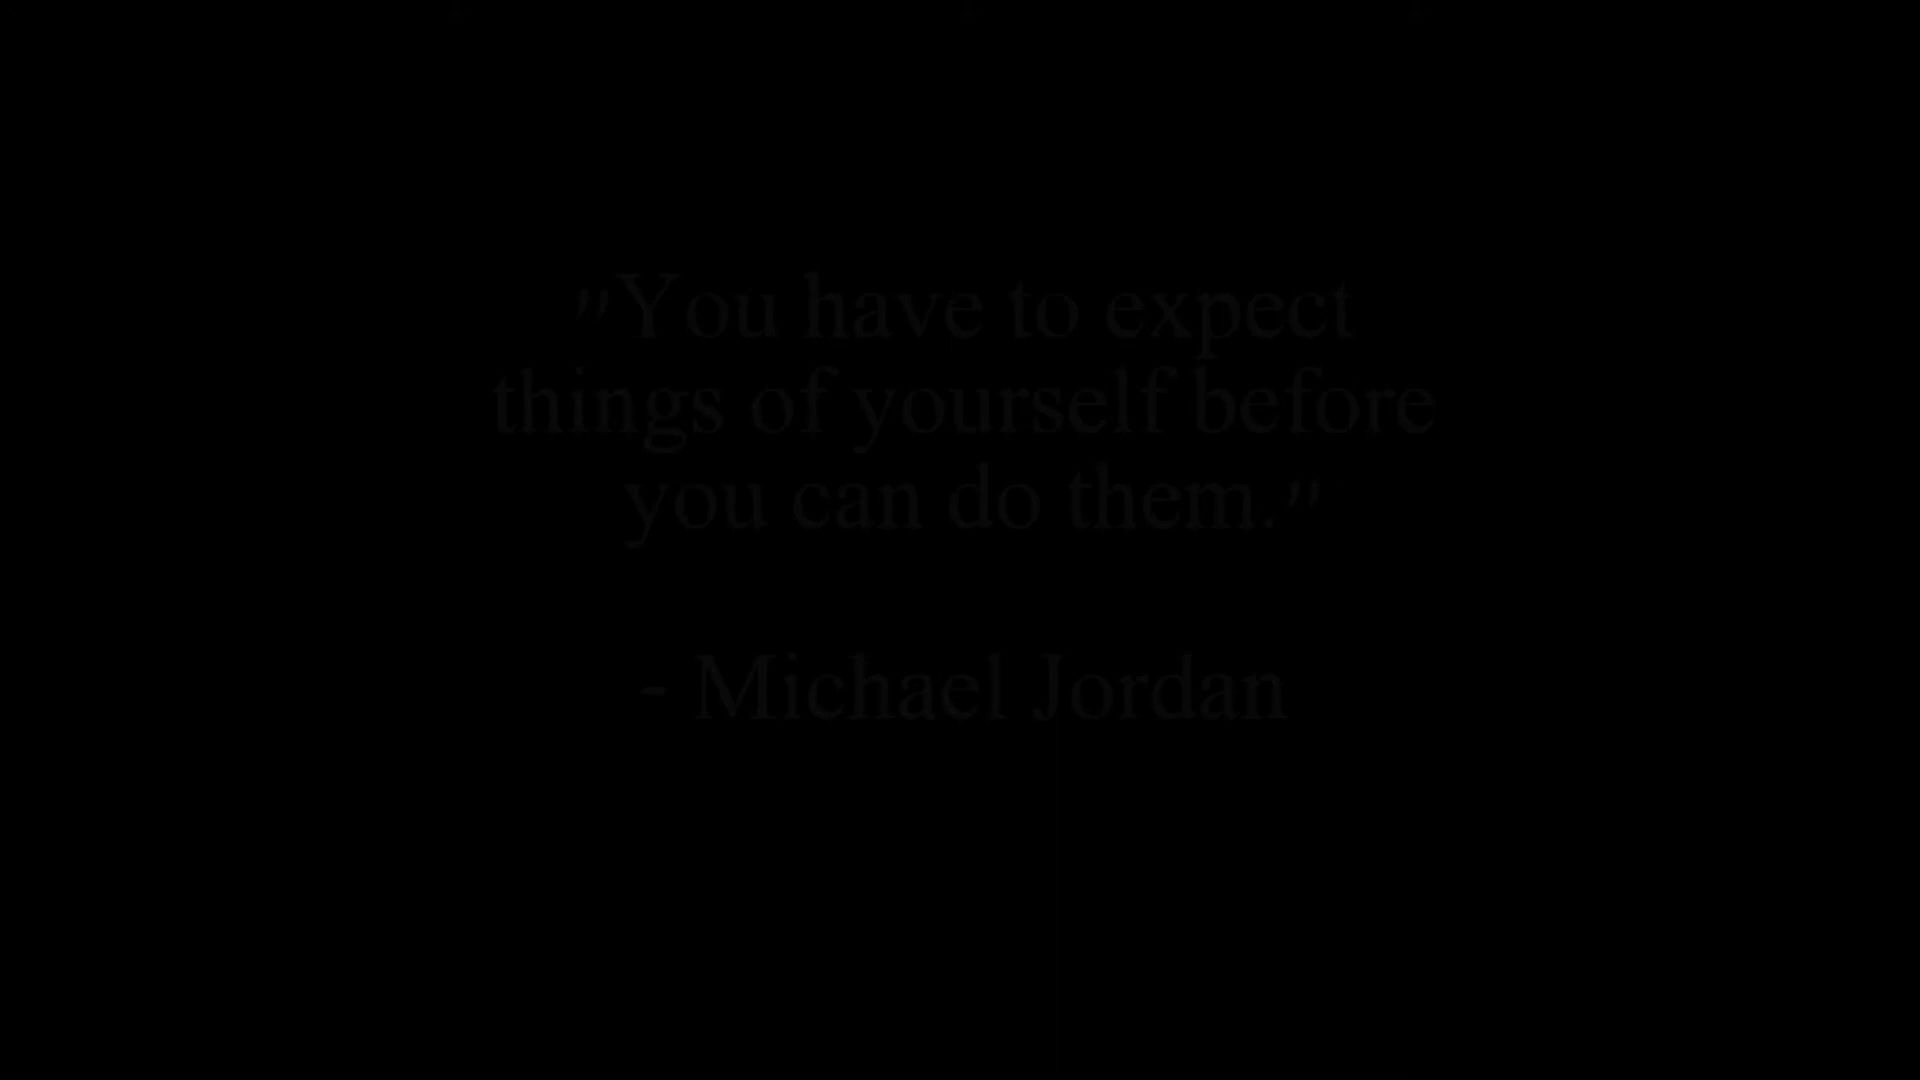 "You have to expect
things of yourself before
you can do them."

- Michael Jordan